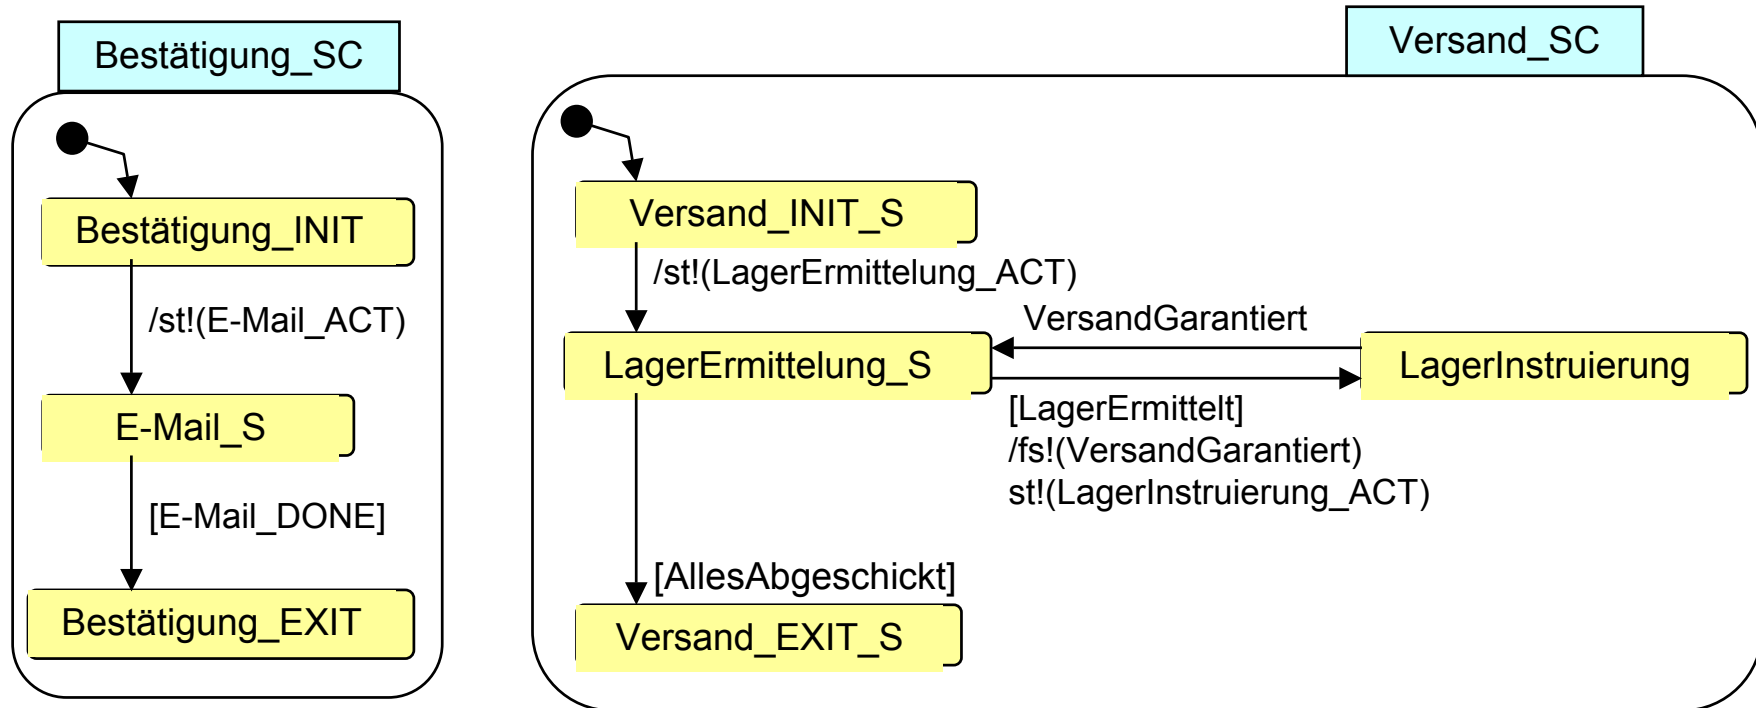 Bestätigung_SC
Bestätigung_INIT
/st!(E-Mail_ACT)
E-Mail_S
[E-Mail_DONE]
Bestätigung_EXIT
Versand_SC
Versand_INIT_S
/st!(LagerErmittelung_ACT)
VersandGarantiert
LagerErmittelung_S
LagerInstruierung
[LagerErmittelt]
/fs!(VersandGarantiert)
st!(LagerInstruierung_ACT)
[AllesAbgeschickt]
Versand_EXIT_S